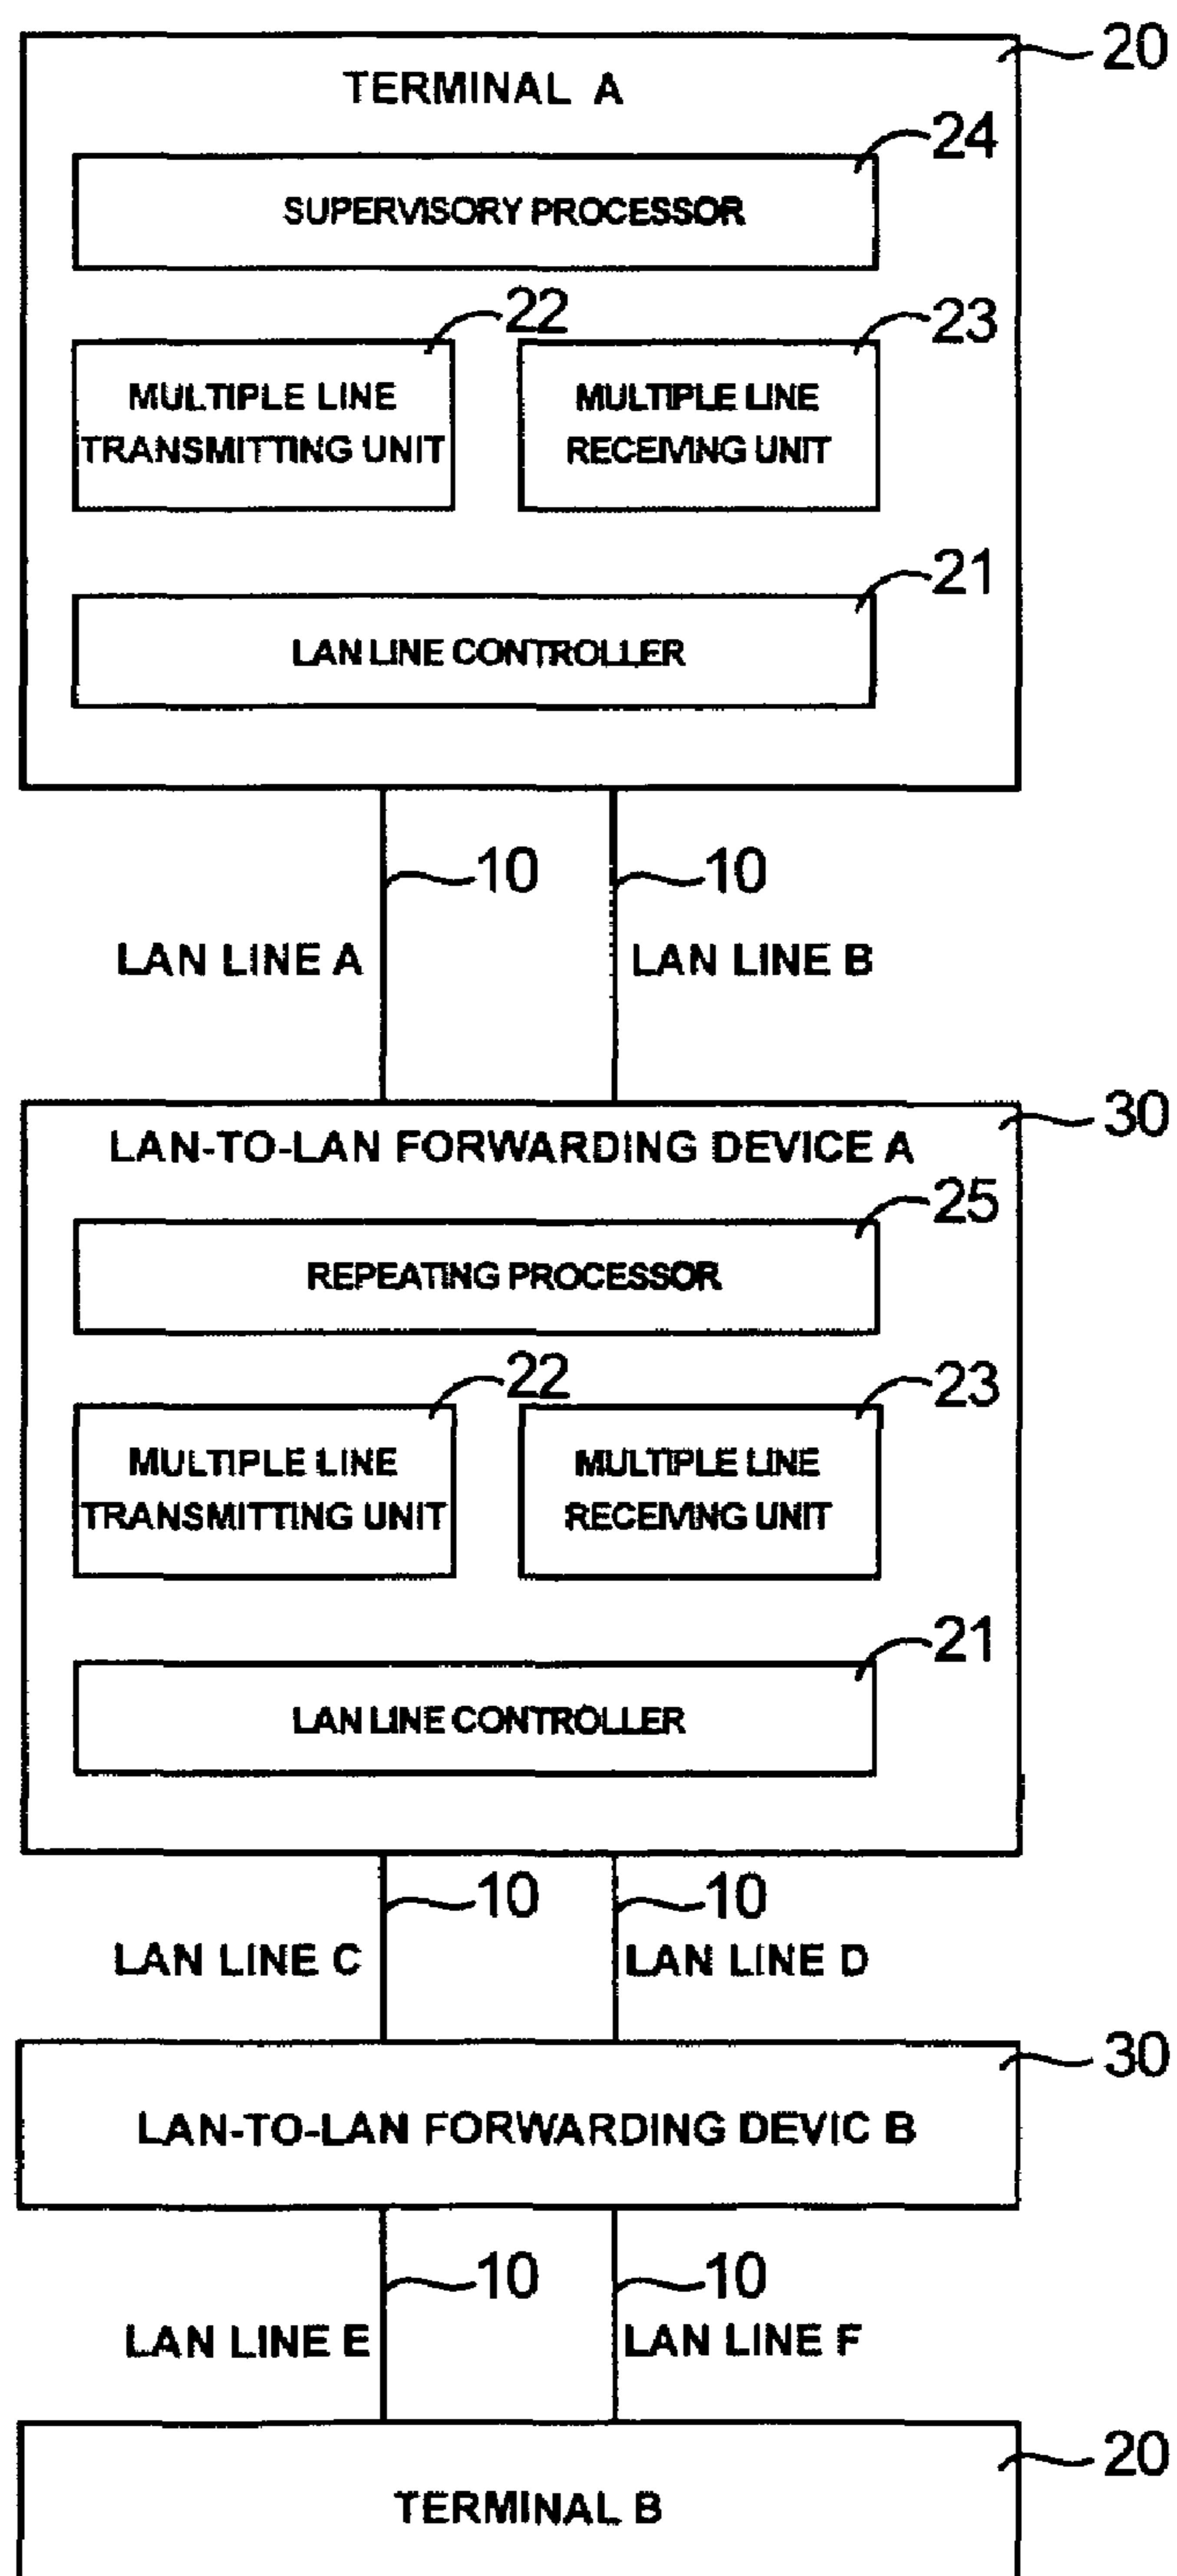 20
TERMINAL A
24
SUPERVISORY PROCESSOR
22
23
MULTIPLE LINE
TRANSMITTING UNIT
MULTIPLE LINE
RECEIVING UNIT
21
LAN LINE CONTROLLER
10
10
LAN LINE A
LAN LINE B
30
LAN-TO-LAN FORWARDING DEVICE A
25
REPEATING PROCESSOR
22
23
MULTIPLE LINE
TRANSMITTING UNIT
MULTIPLE LINE
RECEIVING UNIT
21
LAN LINE CONTROLLER
10
10
LAN LINE C
LAN LINE D
30
LAN-TO-LAN FORWARDING DEVIC B
10
10
LAN LINE E
LAN LINE F
20
TERMINAL B